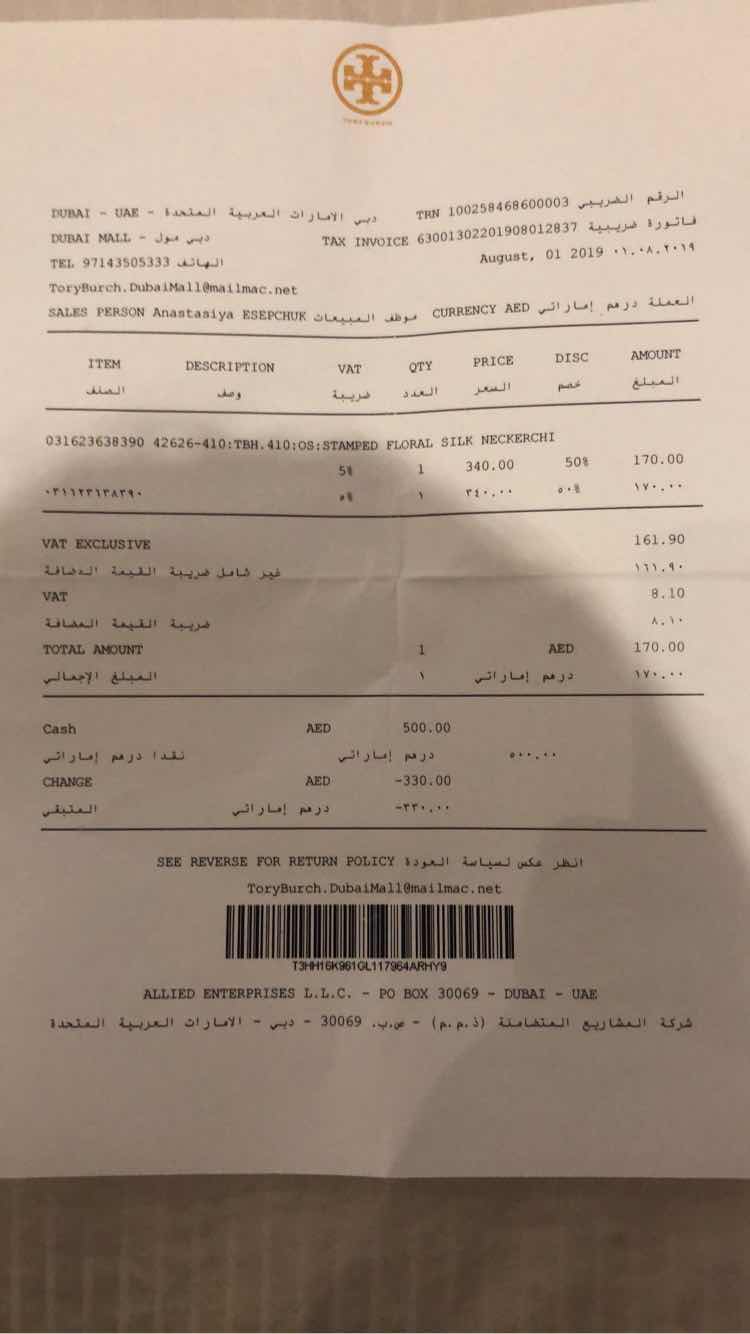 TORY BURCH
DUBAI - UAE - دبي الامارات العربية المتحدة TRN 100258468600003 الرقم الضريبي
DUBAI MALL - دبي مول TAX INVOICE 63001302201908012837 فاتورة ضريبية
TEL 97143505333 الهاتف August, 01 2019 ٠١.٠٨.٢٠١٩
ToryBurch.DubaiMall@mailmac.net
SALES PERSON Anastasiya ESEPCHUK موظف المبيعات CURRENCY AED العملة درهم إماراتي
ITEM DESCRIPTION VAT QTY PRICE DISC AMOUNT
الصنف وصف ضريبة العدد السعر خصم المبلغ
031623638390 42626-410:TBH.410:OS:STAMPED FLORAL SILK NECKERCHI
5% 1 340.00 50% 170.00
٠٣١٦٢٣٦٣٨٣٩٠ ٥% ١ ٣٤٠.٠٠ ٥٠% ١٧٠.٠٠
VAT EXCLUSIVE 161.90
غير شامل ضريبة القيمة المضافة ١٦١.٩٠
VAT 8.10
ضريبة القيمة المضافة ٨.١٠
TOTAL AMOUNT 1 AED 170.00
المبلغ الإجمالي ١ درهم إماراتي ١٧٠.٠٠
Cash AED 500.00
نقدا درهم إماراتي درهم إماراتي ٥٠٠.٠٠
CHANGE AED -330.00
المتبقي درهم إماراتي ٣٣٠.٠٠-
SEE REVERSE FOR RETURN POLICY انظر عكس لسياسة العودة
ToryBurch.DubaiMall@mailmac.net
T3HH16K961GL117964ARHY9
ALLIED ENTERPRISES L.L.C. - PO BOX 30069 - DUBAI - UAE
شركة المشاريع المتضامنة (ذ.م.م) - ص.ب. 30069 - دبي - الامارات العربية المتحدة